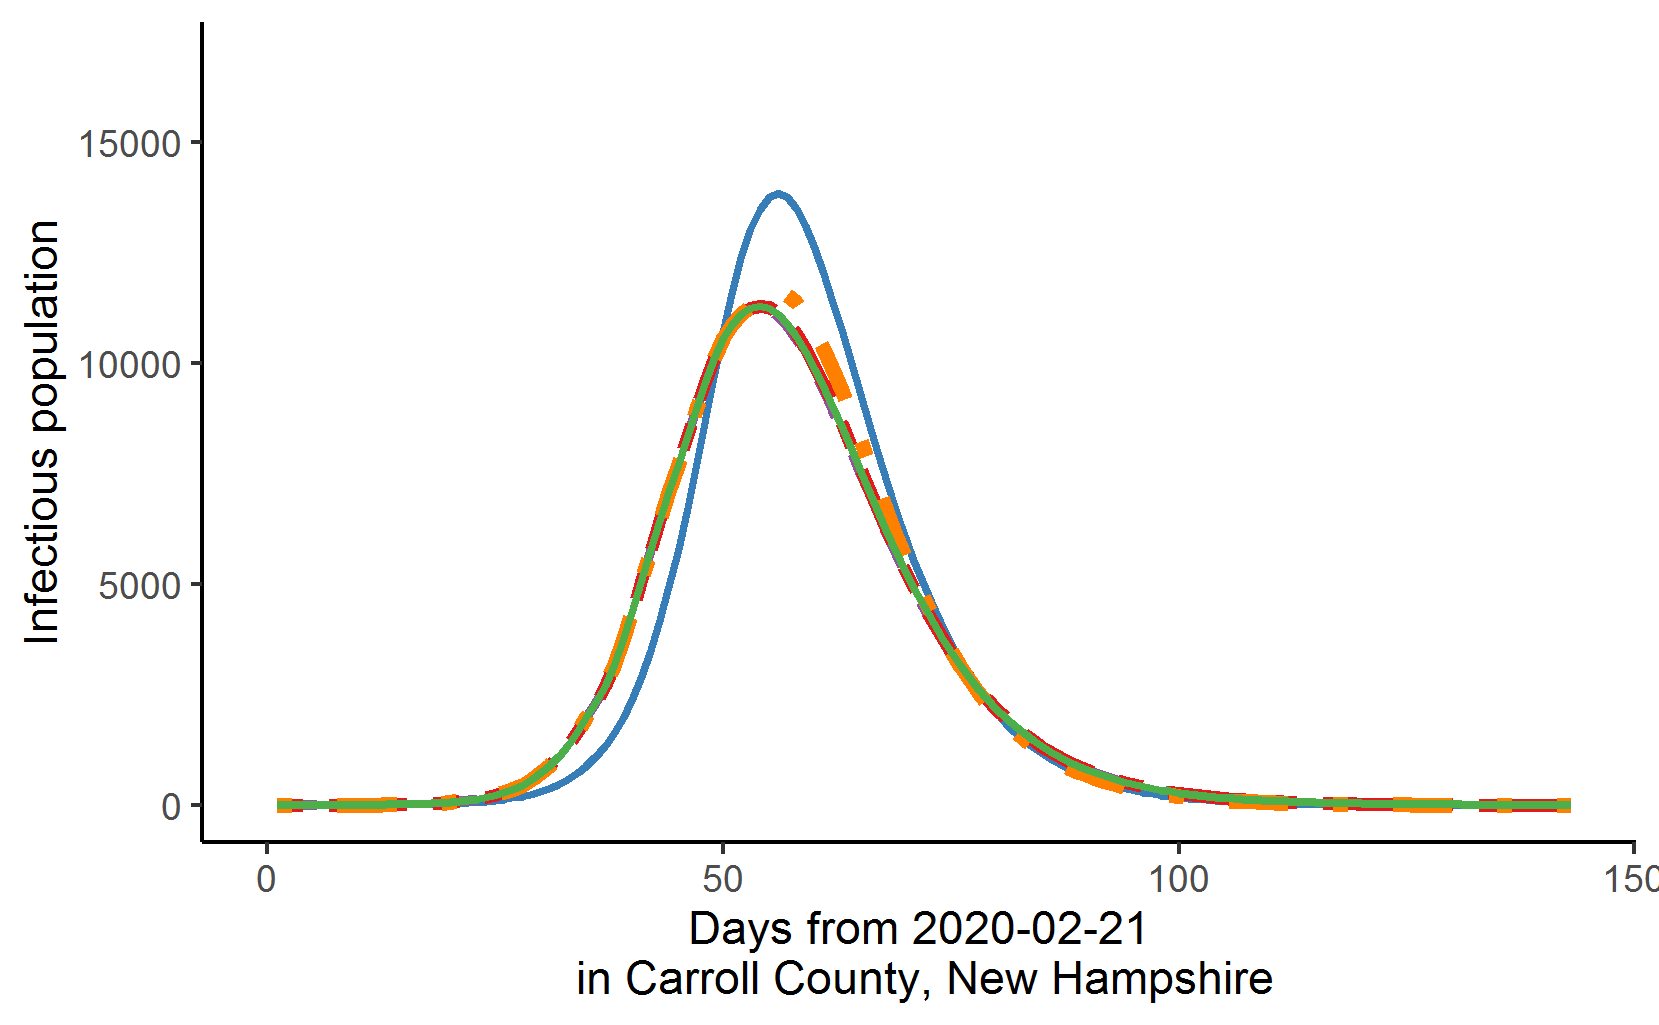 Infectious population
15000
10000
5000
0
0 50 100 150
Days from 2020-02-21
in Carroll County, New Hampshire